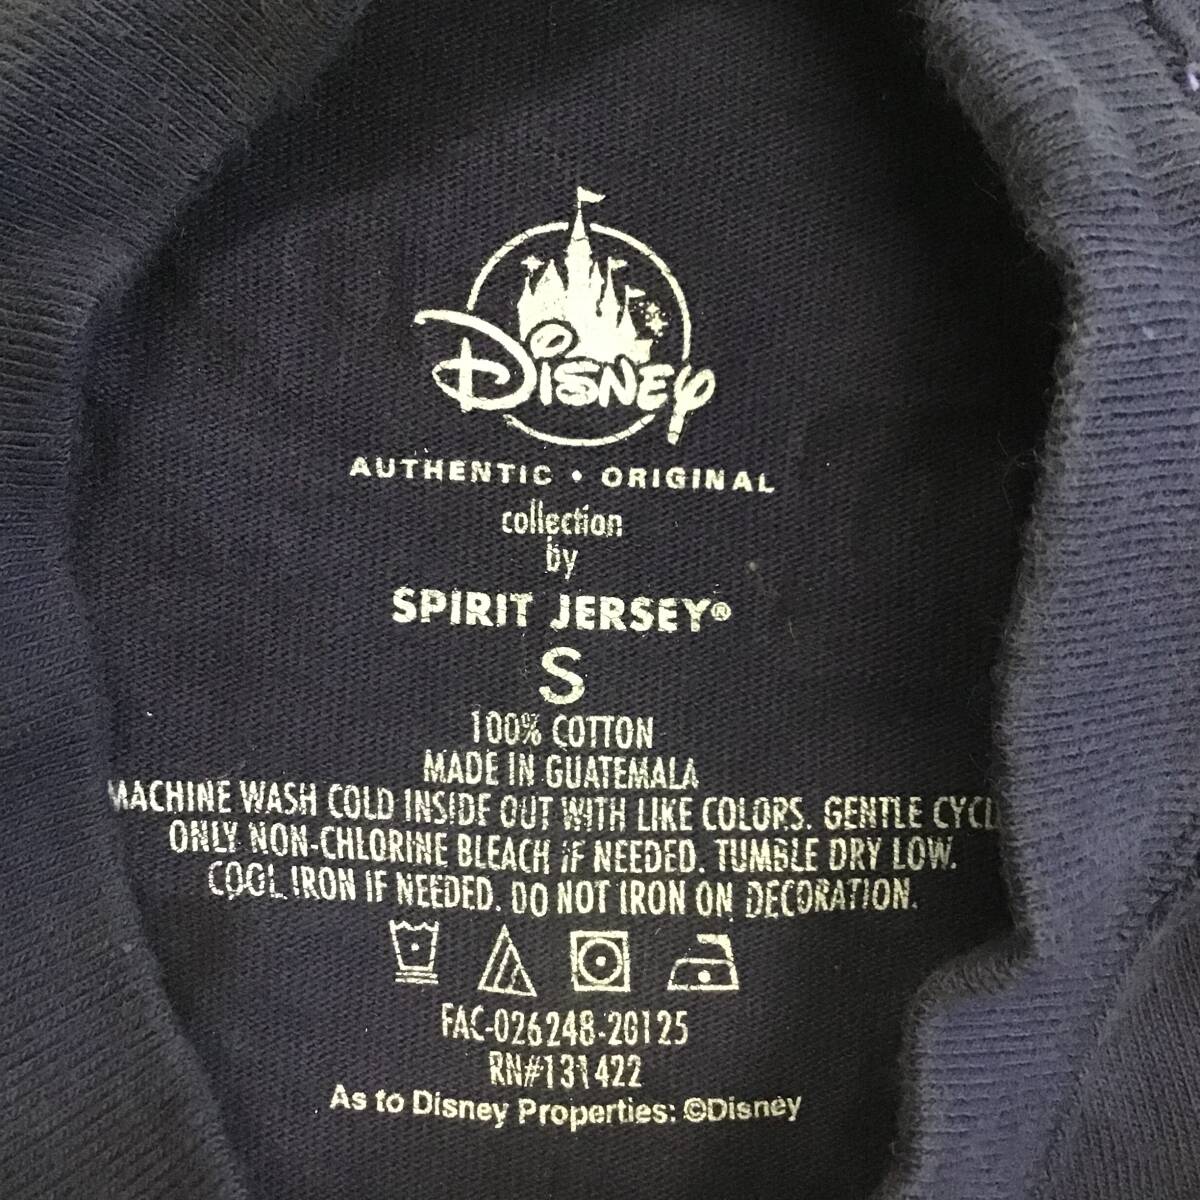 Disney
AUTHENTIC • ORIGINAL
collection
by
SPIRIT JERSEY®
S
100% COTTON
MADE IN GUATEMALA
MACHINE WASH COLD INSIDE OUT WITH LIKE COLORS. GENTLE CYCL
ONLY NON-CHLORINE BLEACH IF NEEDED. TUMBLE DRY LOW.
COOL IRON IF NEEDED. DO NOT IRON ON DECORATION.
FAC-026248-20125
RN#131422
As to Disney Properties: ©Disney